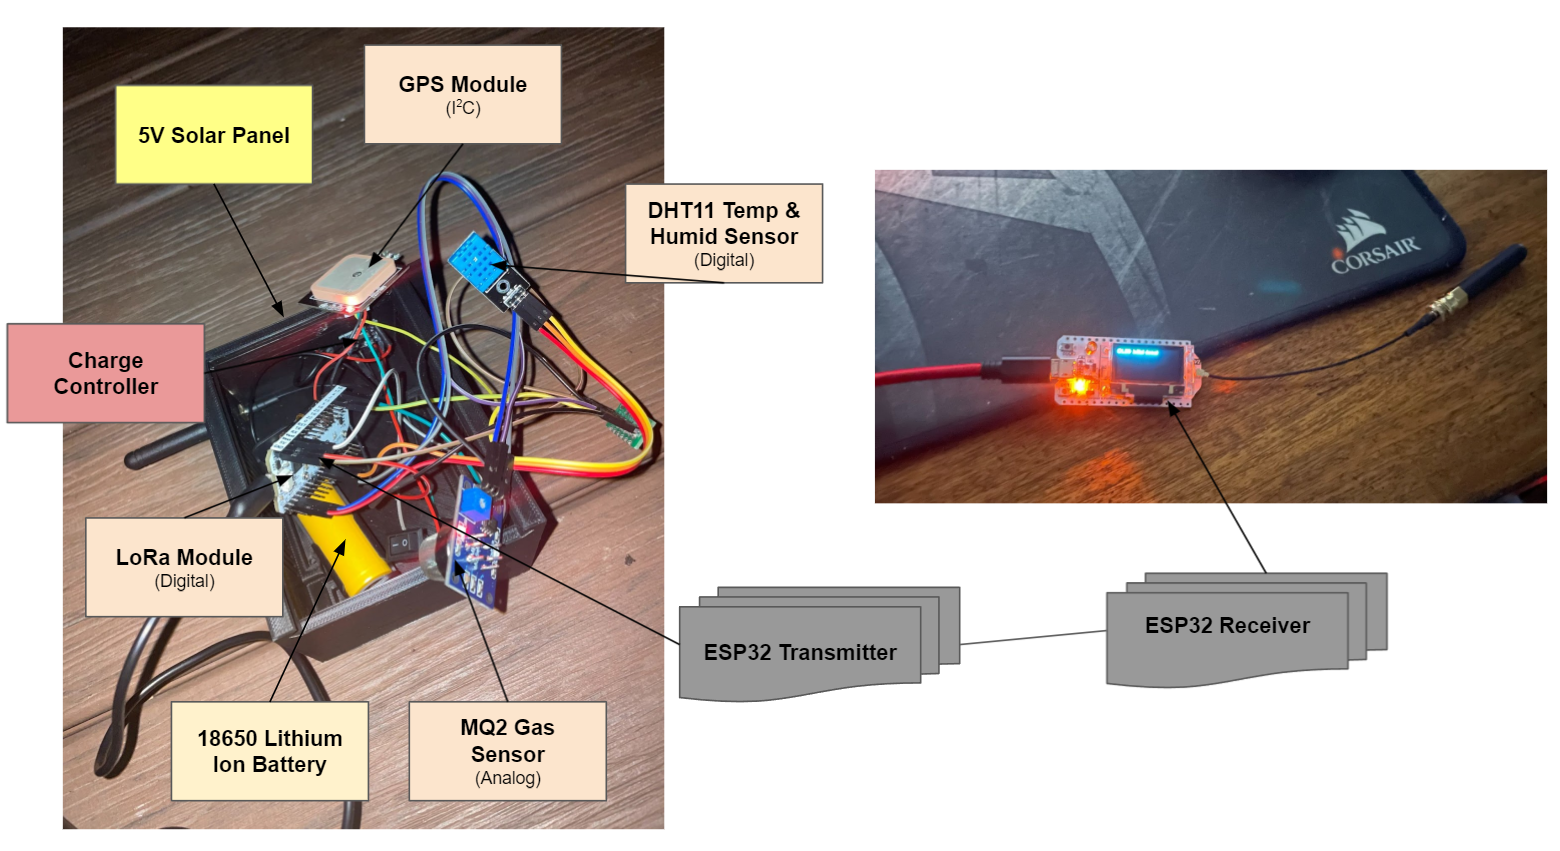 GPS Module
(I²C)
5V Solar Panel
DHT11 Temp &
Humid Sensor
(Digital)
CORSAIR
Charge
Controller
LoRa Module
(Digital)
ESP32 Transmitter
ESP32 Receiver
18650 Lithium
Ion Battery
MQ2 Gas
Sensor
(Analog)